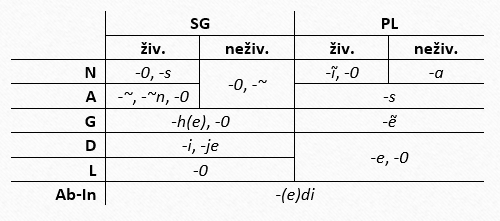 SG PL
živ. neživ. živ. neživ.
N -0, -s -0, -~ -ĩ, -0 -a
A -~, -~n, -0 -s
G -h(e), -0 -ẽ
D -i, -je -e, -0
L -0
Ab-In -(e)di